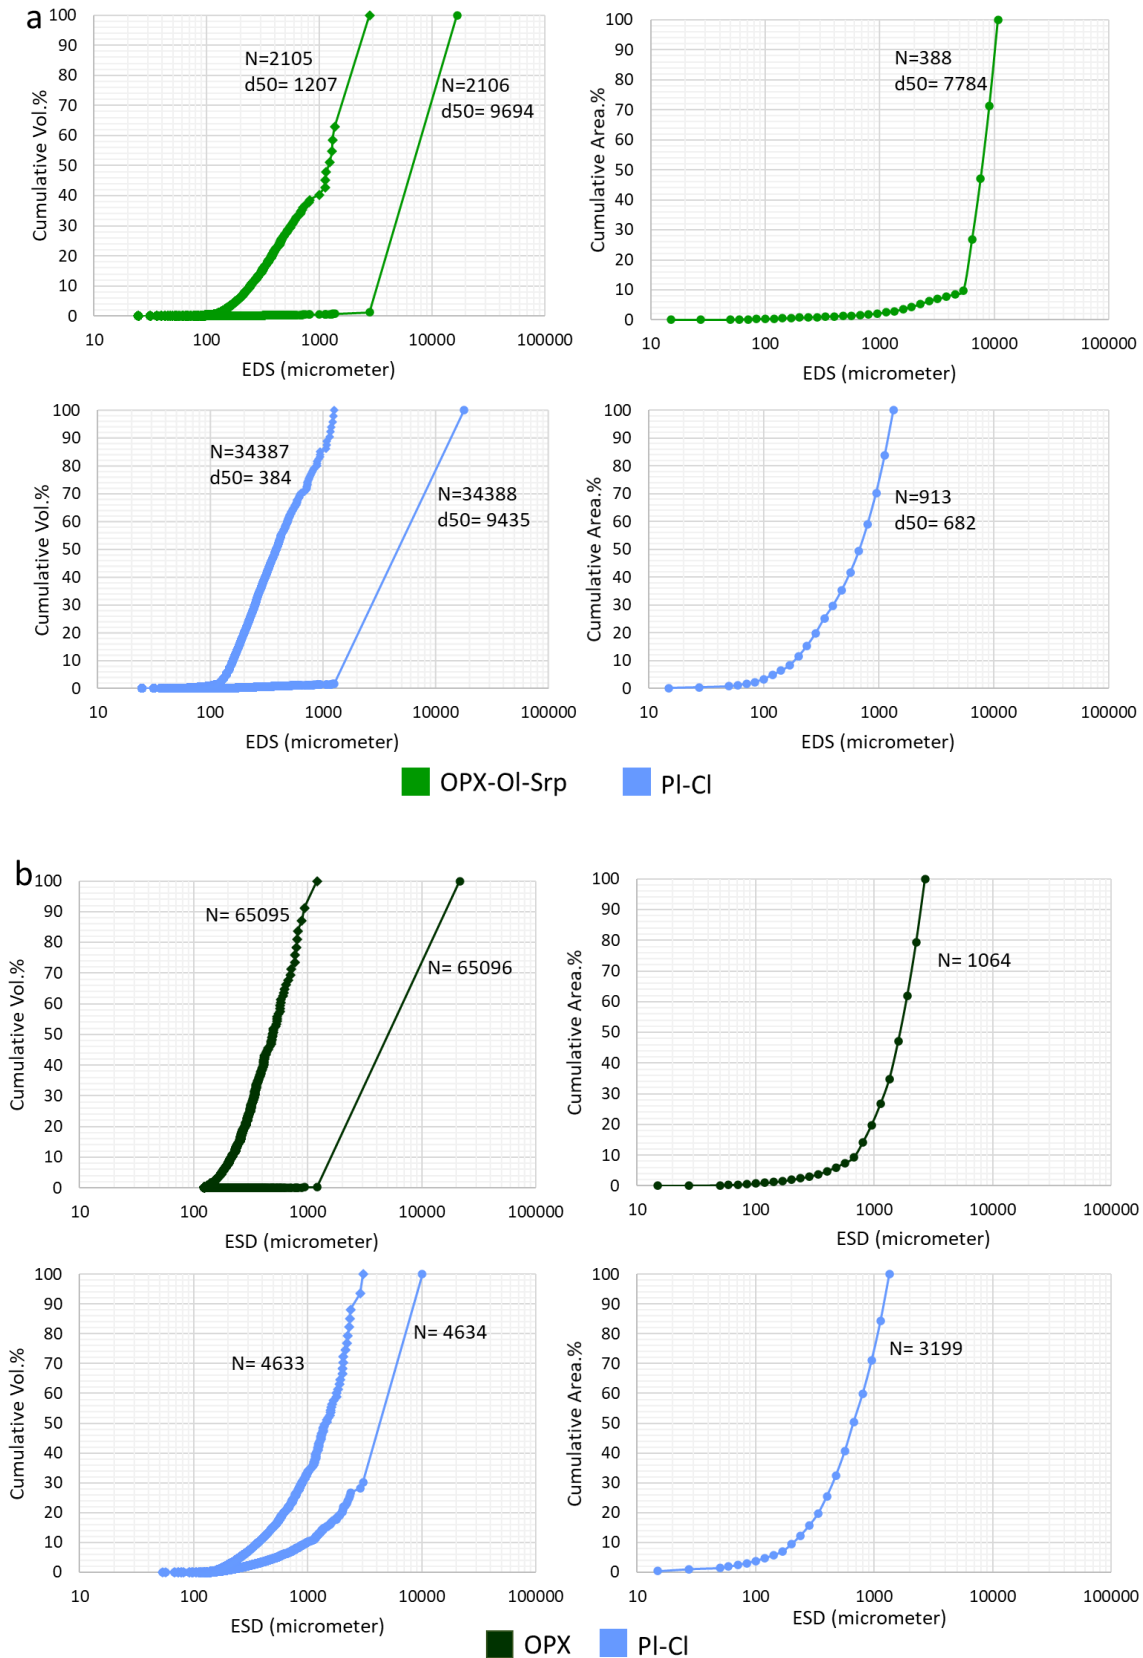 a
100
90
80
70
60
50
40
30
20
10
0
Cumulative Vol.%
N=2105
d50= 1207
N=2106
d50= 9694
10 100 1000 10000 100000
EDS (micrometer)
100
90
80
70
60
50
40
30
20
10
0
Cumulative Area.%
N=388
d50= 7784
10 100 1000 10000 100000
EDS (micrometer)
100
90
80
70
60
50
40
30
20
10
0
Cumulative Vol.%
N=34387
d50= 384
N=34388
d50= 9435
10 100 1000 10000 100000
EDS (micrometer)
100
90
80
70
60
50
40
30
20
10
0
Cumulative Area.%
N=913
d50= 682
10 100 1000 10000 100000
EDS (micrometer)
OPX-Ol-Srp Pl-Cl
b
100
90
80
70
60
50
40
30
20
10
0
Cumulative Vol.%
N= 65095
N= 65096
10 100 1000 10000 100000
ESD (micrometer)
100
90
80
70
60
50
40
30
20
10
0
Cumulative Area.%
N= 1064
10 100 1000 10000 100000
ESD (micrometer)
100
90
80
70
60
50
40
30
20
10
0
Cumulative Vol.%
N= 4633
N= 4634
10 100 1000 10000 100000
ESD (micrometer)
100
90
80
70
60
50
40
30
20
10
0
Cumulative Area.%
N= 3199
10 100 1000 10000 100000
ESD (micrometer)
OPX Pl-Cl